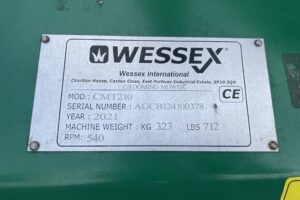 WESSEX
Wessex International
Charlton House, Caxton Close, East Portway Industrial Estate, SP10 3QN
GROOMING MOWER
MOD: CMT210
SERIAL NUMBER: AGCB124100378
YEAR: 2021
MACHINE WEIGHT: KG 323 LBS 712
RPM: 540
CE